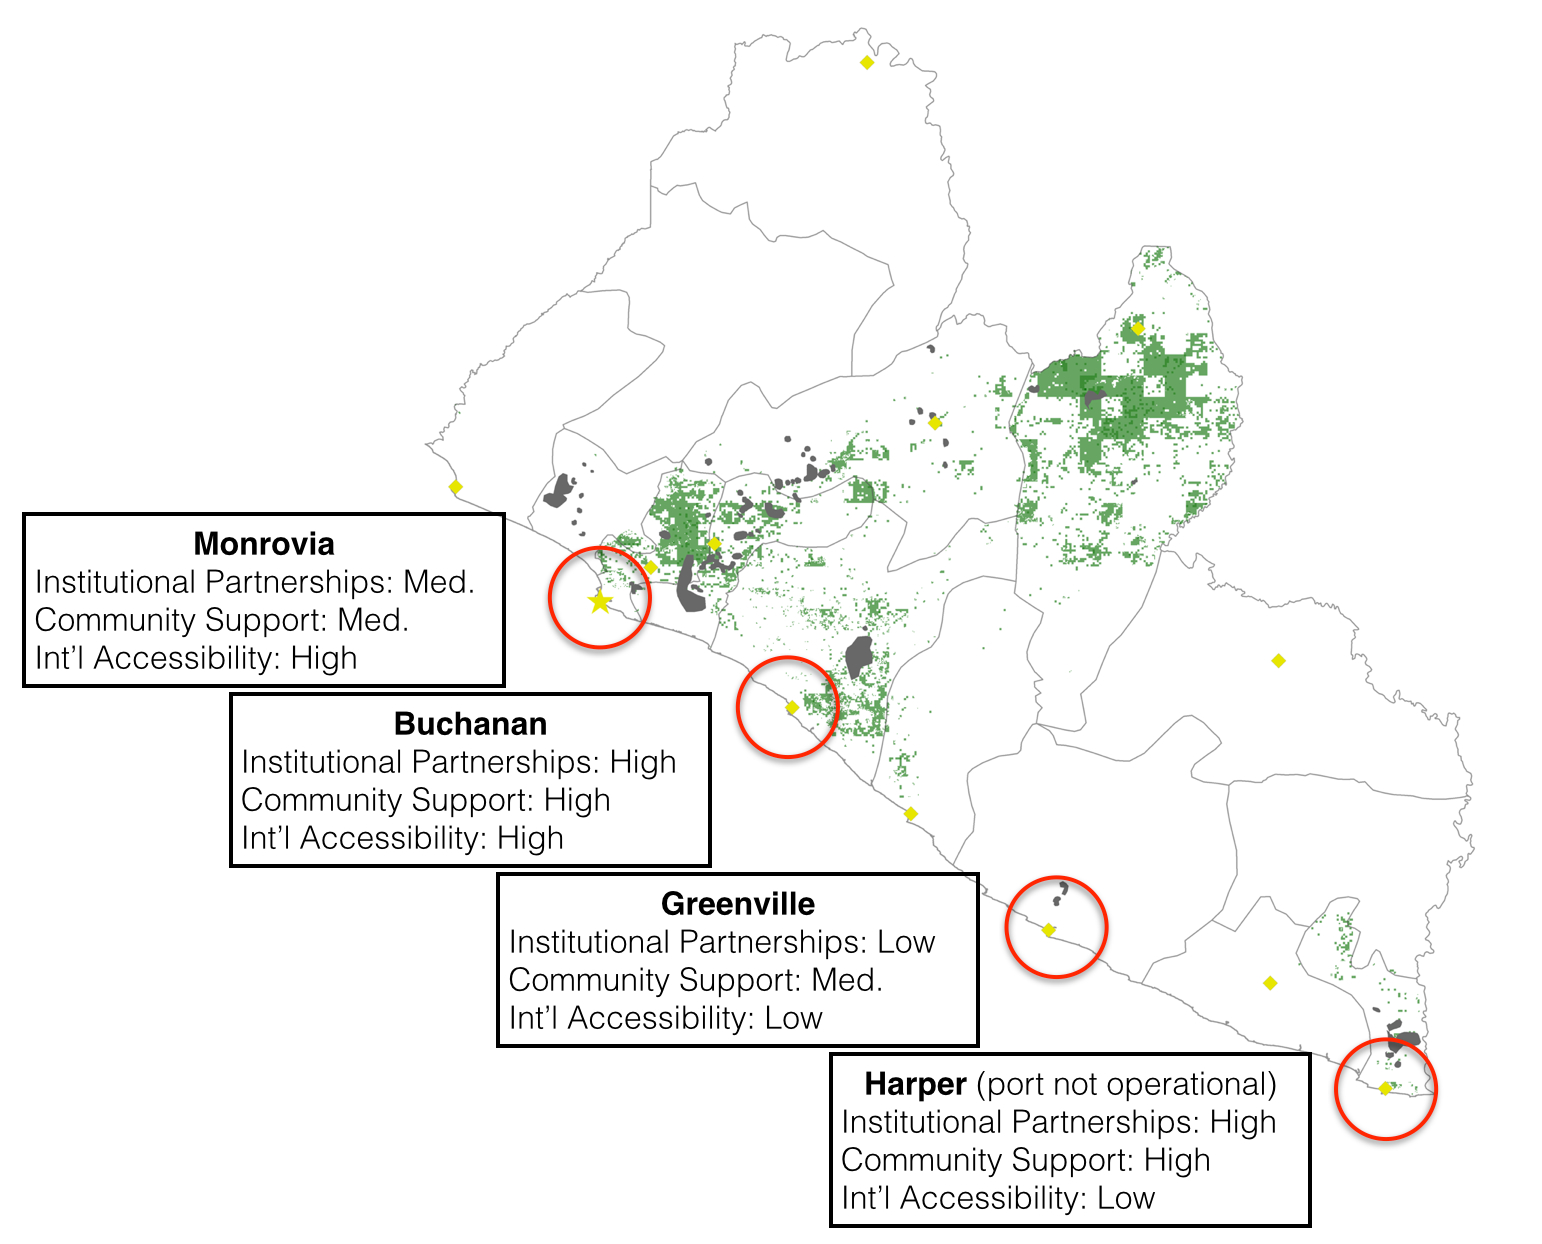 Monrovia
Institutional Partnerships: Med.
Community Support: Med.
Int'l Accessibility: High
Buchanan
Institutional Partnerships: High
Community Support: High
Int'l Accessibility: High
Greenville
Institutional Partnerships: Low
Community Support: Med.
Int'l Accessibility: Low
Harper (port not operational)
Institutional Partnerships: High
Community Support: High
Int'l Accessibility: Low